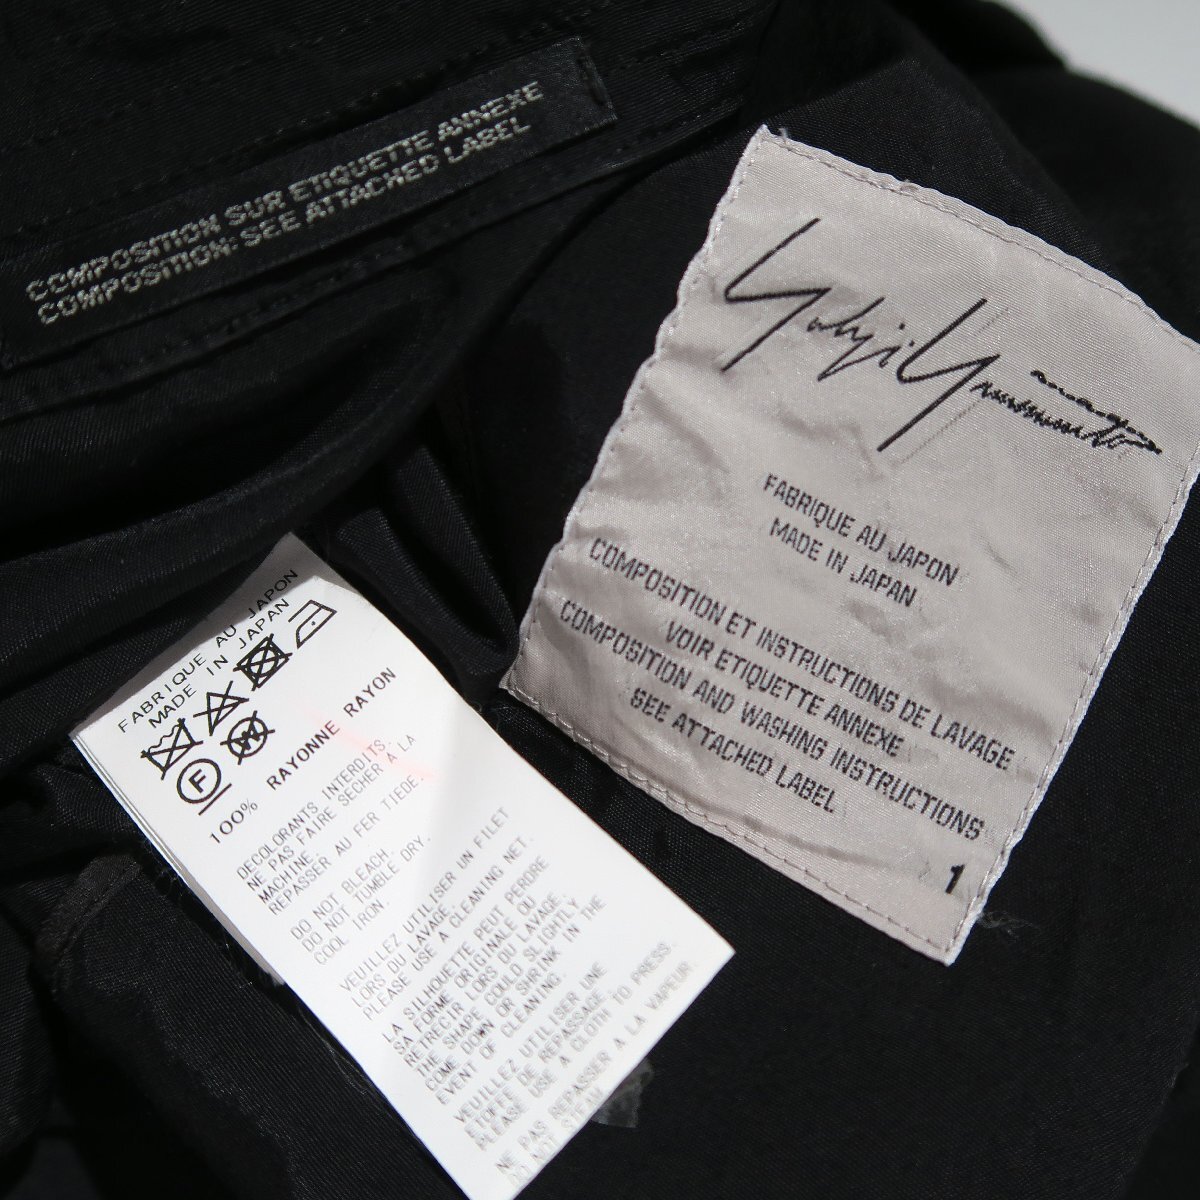 COMPOSITION SUR ETIQUETTE ANNEXE
COMPOSITION: SEE ATTACHED LABEL
Yohji Yamamoto
FABRIQUE AU JAPON
MADE IN JAPAN
COMPOSITION ET INSTRUCTIONS DE LAVAGE
VOIR ETIQUETTE ANNEXE
COMPOSITION AND WASHING INSTRUCTIONS
SEE ATTACHED LABEL
1
FABRIQUE AU JAPON
MADE IN JAPAN
F
W
100% RAYONNE RAYON
DECOLORANTS INTERDITS.
NE PAS FAIRE SECHER A LA
MACHINE.
REPASSER AU FER TIEDE.
DO NOT BLEACH.
DO NOT TUMBLE DRY.
COOL IRON.
VEUILLEZ UTILISER UN FILET
LORS DU LAVAGE.
PLEASE USE A CLEANING NET.
LA SILHOUETTE PEUT PERDRE
SA FORME ORIGINALE OU
RETRECIR LORS DU LAVAGE.
THE SHAPE COULD SLIGHTLY
COME DOWN OR SHRINK IN THE
EVENT OF CLEANING.
VEUILLEZ UTILISER UNE
ETOFFE DE REPASSAGE.
PLEASE USE A CLOTH TO PRESS.
NE PAS REPASSER A LA VAPEUR
DO NOT STEAM